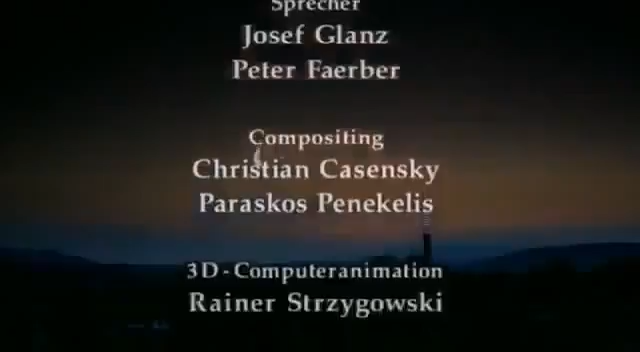 Sprecher
Josef Glanz
Peter Faerber
Compositing
Christian Casensky
Paraskos Penekelis
3D-Computeranimation
Rainer Strzygowski